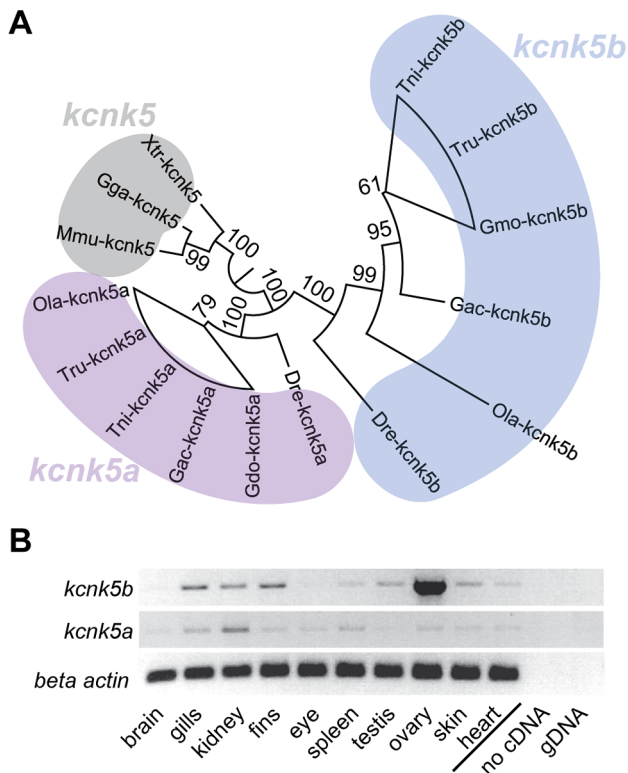 A
kcnk5b
kcnk5
Tni-kcnk5b
Tru-kcnk5b
Gmo-kcnk5b
Gac-kcnk5b
Ola-kcnk5b
Dre-kcnk5b
Xtr-kcnk5
Gga-kcnk5
Mmu-kcnk5
Ola-kcnk5a
Tru-kcnk5a
Tni-kcnk5a
Gac-kcnk5a
Gdo-kcnk5a
Dre-kcnk5a
kcnk5a
61
95
99
100
100
100
99
79
100
B
kcnk5b
kcnk5a
beta actin
brain gills kidney fins eye spleen testis ovary skin heart no cDNA gDNA